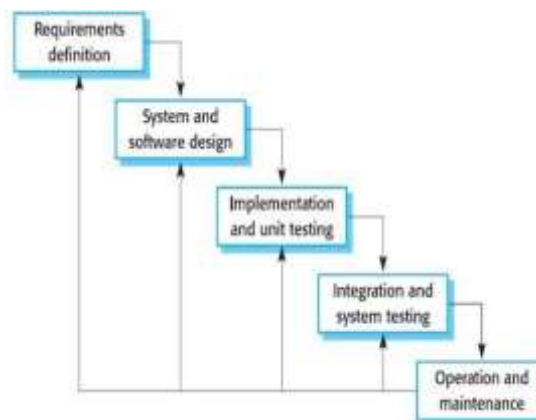 Requirements
definition
System and
software design
Implementation
and unit testing
Integration and
system testing
Operation and
maintenance